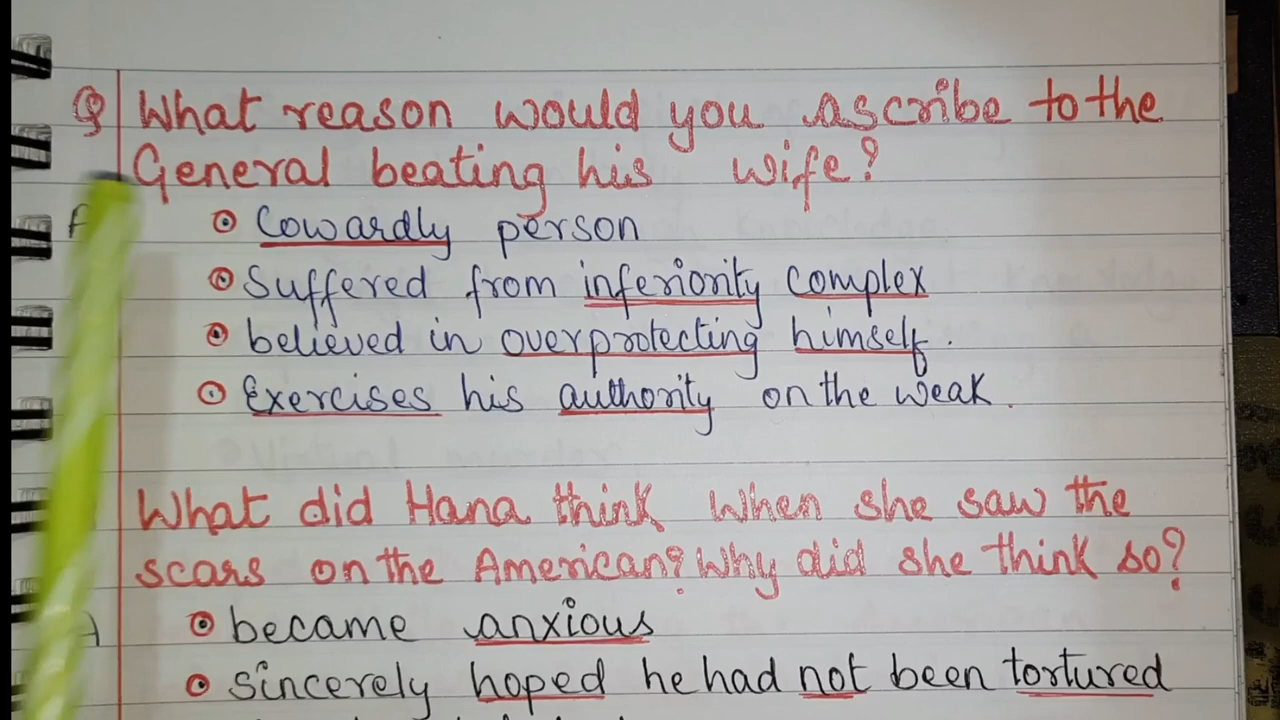 Q What reason would you ascribe to the
General beating his wife?
Cowardly person
Suffered from inferiority complex
believed in overprotecting himself.
Exercises his authority on the weak.
What did Hana think when she saw the
scars on the American? Why did she think so?
A became anxious
Sincerely hoped he had not been tortured